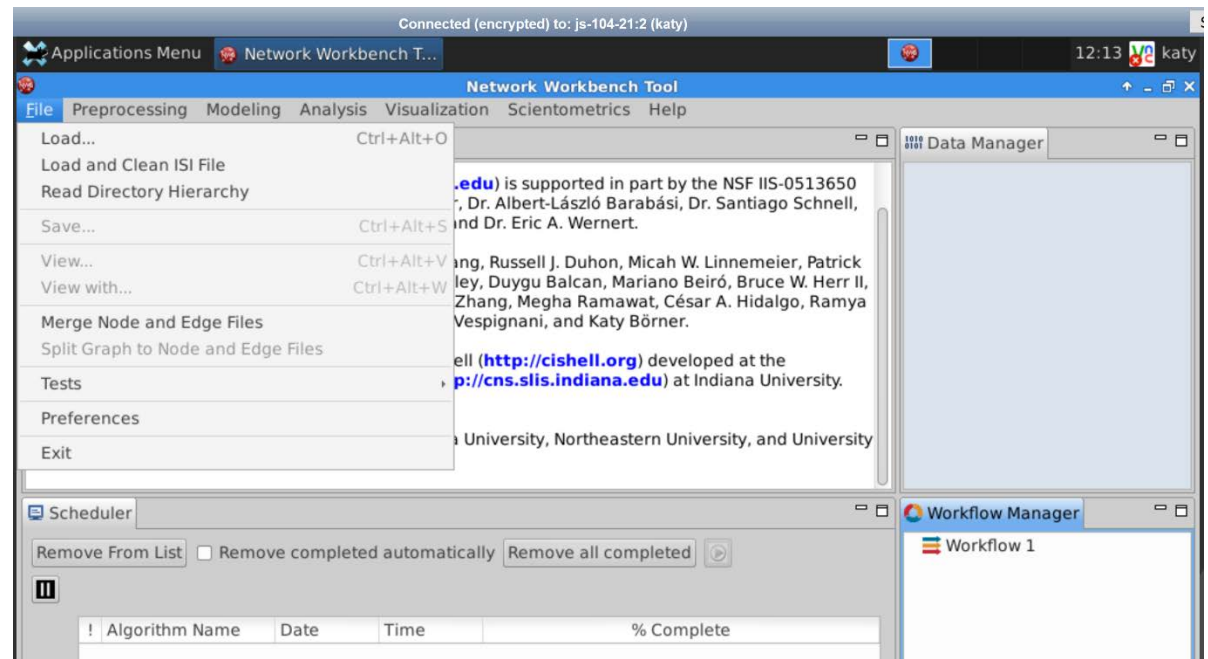 Connected (encrypted) to: js-104-21:2 (katy)
Applications Menu Network Workbench T... 12:13 katy
Network Workbench Tool
File Preprocessing Modeling Analysis Visualization Scientometrics Help
Load... Ctrl+Alt+O
Load and Clean ISI File
Read Directory Hierarchy
Save... Ctrl+Alt+S
View... Ctrl+Alt+V
View with... Ctrl+Alt+W
Merge Node and Edge Files
Split Graph to Node and Edge Files
Tests
Preferences
Exit
.edu) is supported in part by the NSF IIS-0513650
, Dr. Albert-László Barabási, Dr. Santiago Schnell,
and Dr. Eric A. Wernert.
ang, Russell J. Duhon, Micah W. Linnemeier, Patrick
ley, Duygu Balcan, Mariano Beiró, Bruce W. Herr II,
Zhang, Megha Ramawat, César A. Hidalgo, Ramya
Vespignani, and Katy Börner.
ell (http://cishell.org) developed at the
p://cns.slis.indiana.edu) at Indiana University.
University, Northeastern University, and University
Data Manager
Scheduler
Remove From List Remove completed automatically Remove all completed
! Algorithm Name Date Time % Complete
Workflow Manager
Workflow 1